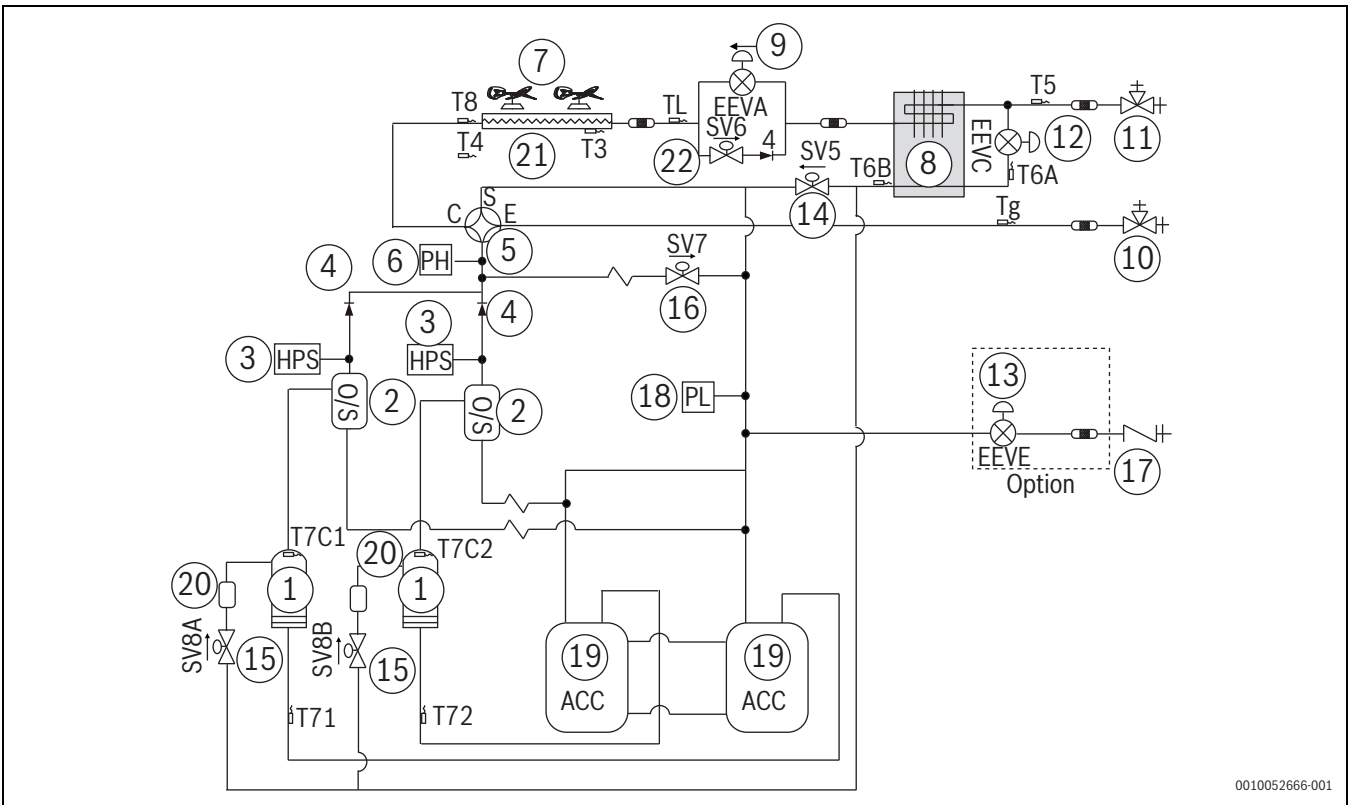 7
9
T8
TL
EEVA
T5
T4
21
T3
22
SV6
4
SV5
T6B
8
EEVC
12
11
T6A
S
C
E
5
14
Tg
10
6
PH
SV7
16
4
4
3
HPS
3
HPS
S/O
2
S/O
2
18
PL
13
EEVE
17
Option
T7C1
T7C2
20
1
20
1
SV8A
15
SV8B
15
19
ACC
19
ACC
T71
T72
0010052666-001